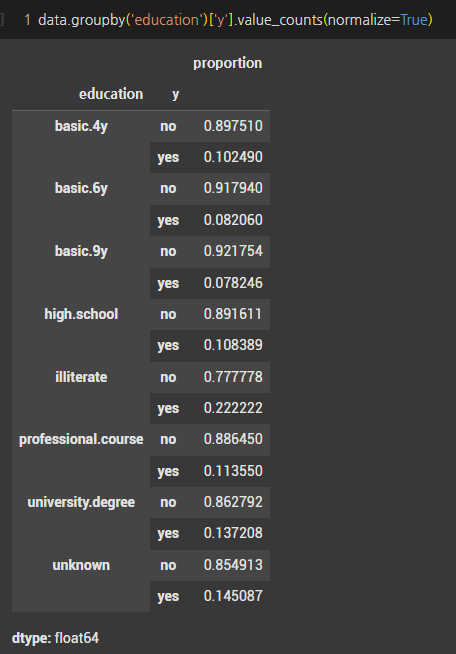 ] 1 data.groupby('education')['y'].value_counts(normalize=True)
proportion
education y
basic.4y no 0.897510
yes 0.102490
basic.6y no 0.917940
yes 0.082060
basic.9y no 0.921754
yes 0.078246
high.school no 0.891611
yes 0.108389
illiterate no 0.777778
yes 0.222222
professional.course no 0.886450
yes 0.113550
university.degree no 0.862792
yes 0.137208
unknown no 0.854913
yes 0.145087
dtype: float64